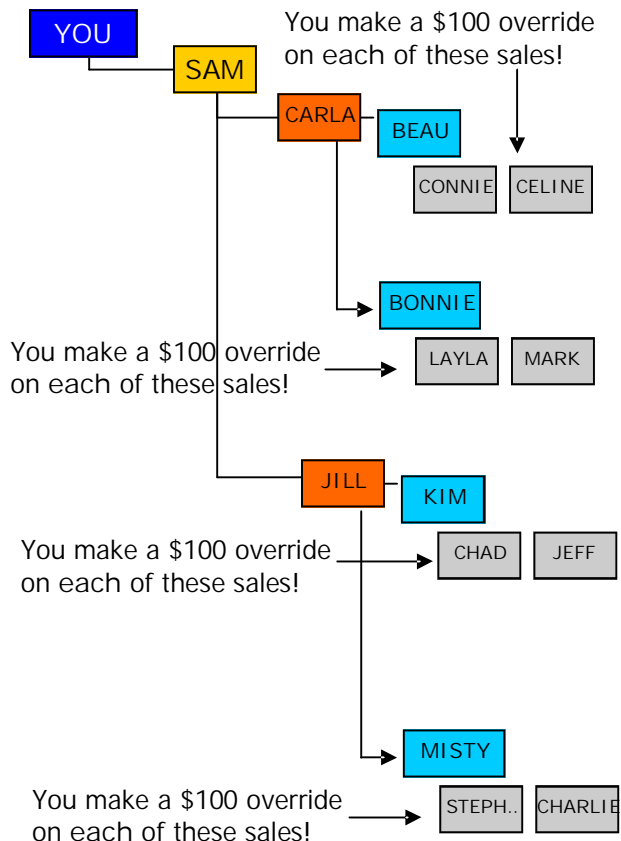 YOU
You make a $100 override
on each of these sales!
SAM
CARLA
BEAU
CONNIE CELINE
BONNIE
You make a $100 override
on each of these sales!
LAYLA MARK
JILL
KIM
You make a $100 override
on each of these sales!
CHAD JEFF
MISTY
You make a $100 override
on each of these sales!
STEPH.. CHARLIE